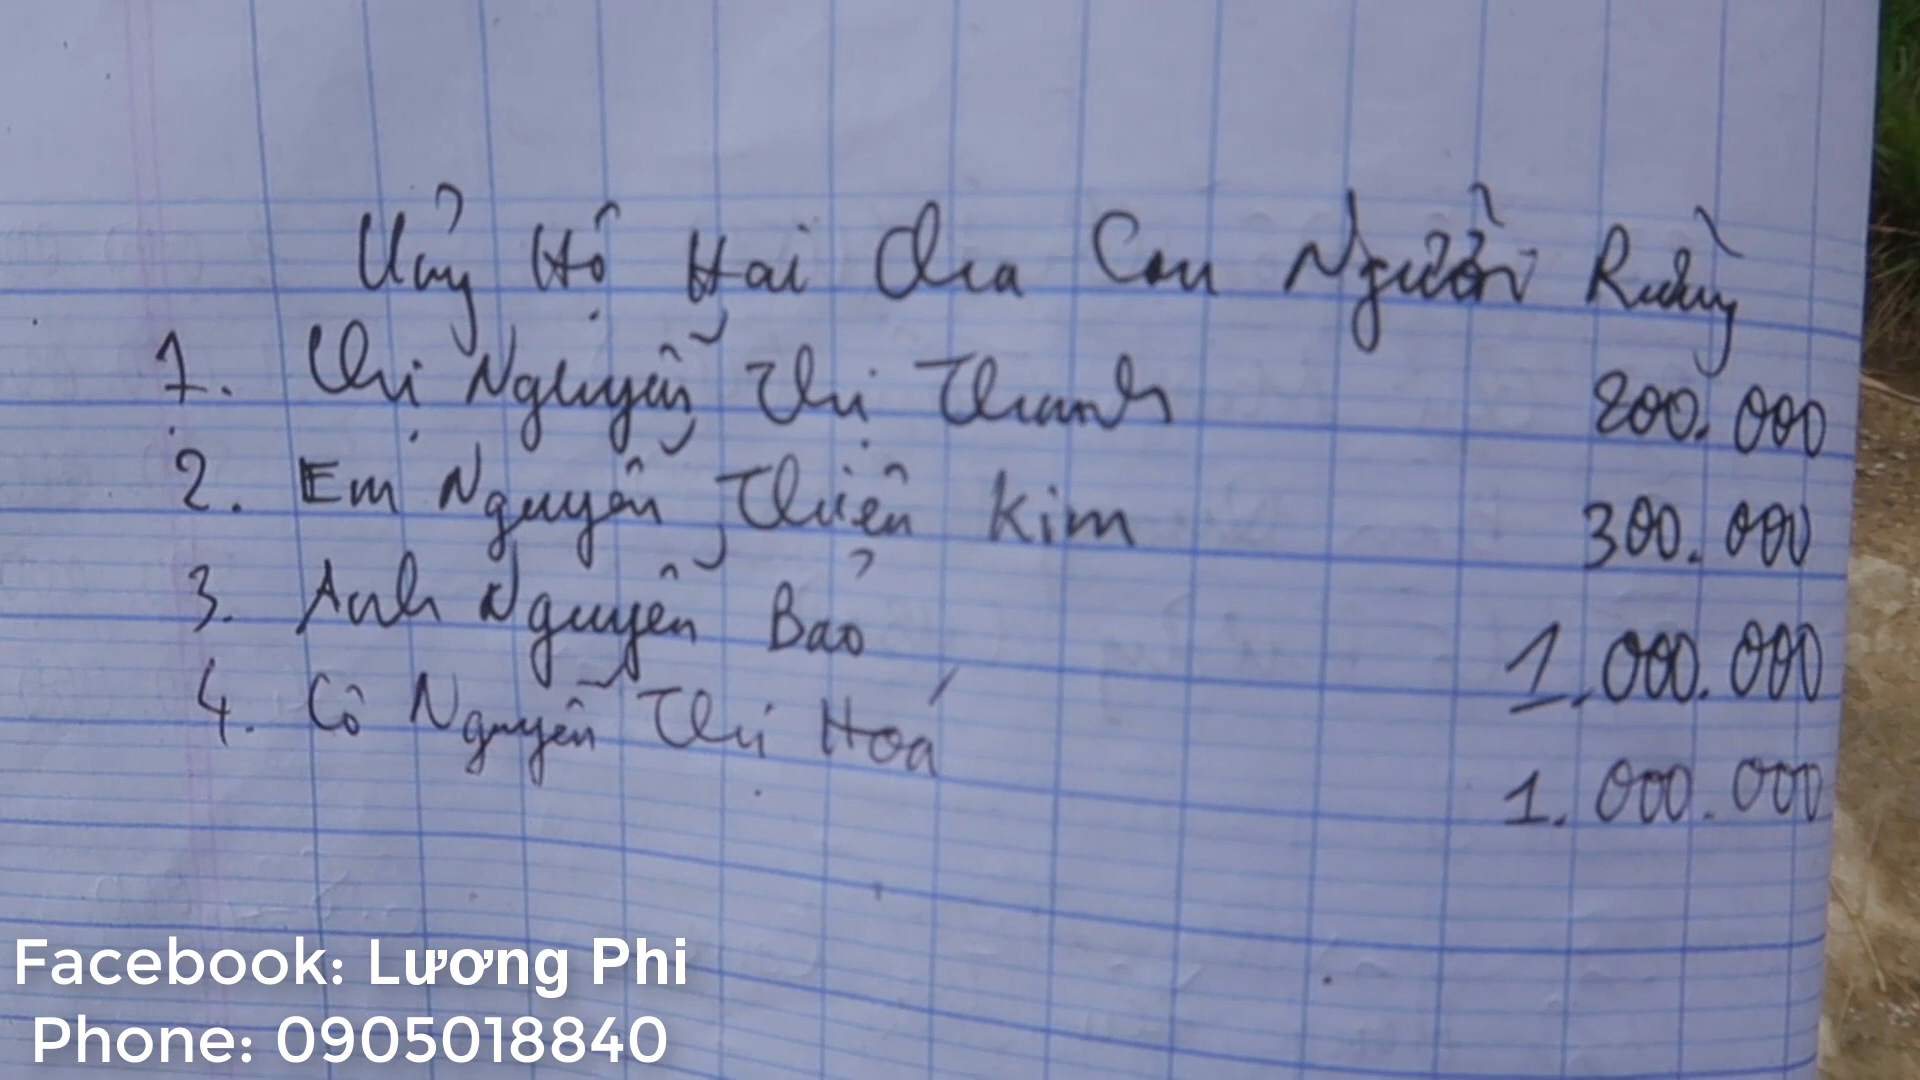 Uỷ Hộ Hai Cha Con Người Rừng
1. Chị Nguyễn Thị Thanh 200.000
2. Em Nguyễn Thiện Kim 300.000
3. Anh Nguyễn Bảo 1.000.000
4. Cô Nguyễn Thị Hoá 1.000.000
Facebook: Lương Phi
Phone: 0905018840